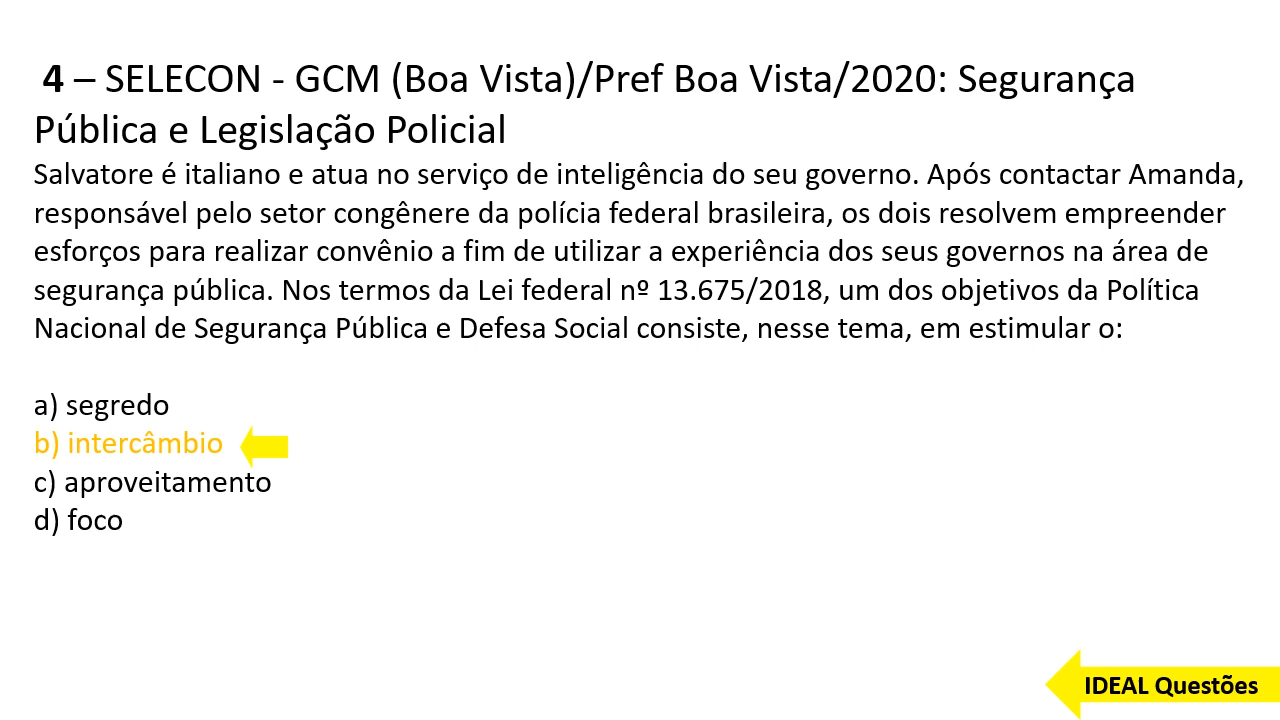 4 – SELECON - GCM (Boa Vista)/Pref Boa Vista/2020: Segurança
Pública e Legislação Policial
Salvatore é italiano e atua no serviço de inteligência do seu governo. Após contactar Amanda,
responsável pelo setor congênere da polícia federal brasileira, os dois resolvem empreender
esforços para realizar convênio a fim de utilizar a experiência dos seus governos na área de
segurança pública. Nos termos da Lei federal nº 13.675/2018, um dos objetivos da Política
Nacional de Segurança Pública e Defesa Social consiste, nesse tema, em estimular o:
a) segredo
b) intercâmbio
c) aproveitamento
d) foco
IDEAL Questões